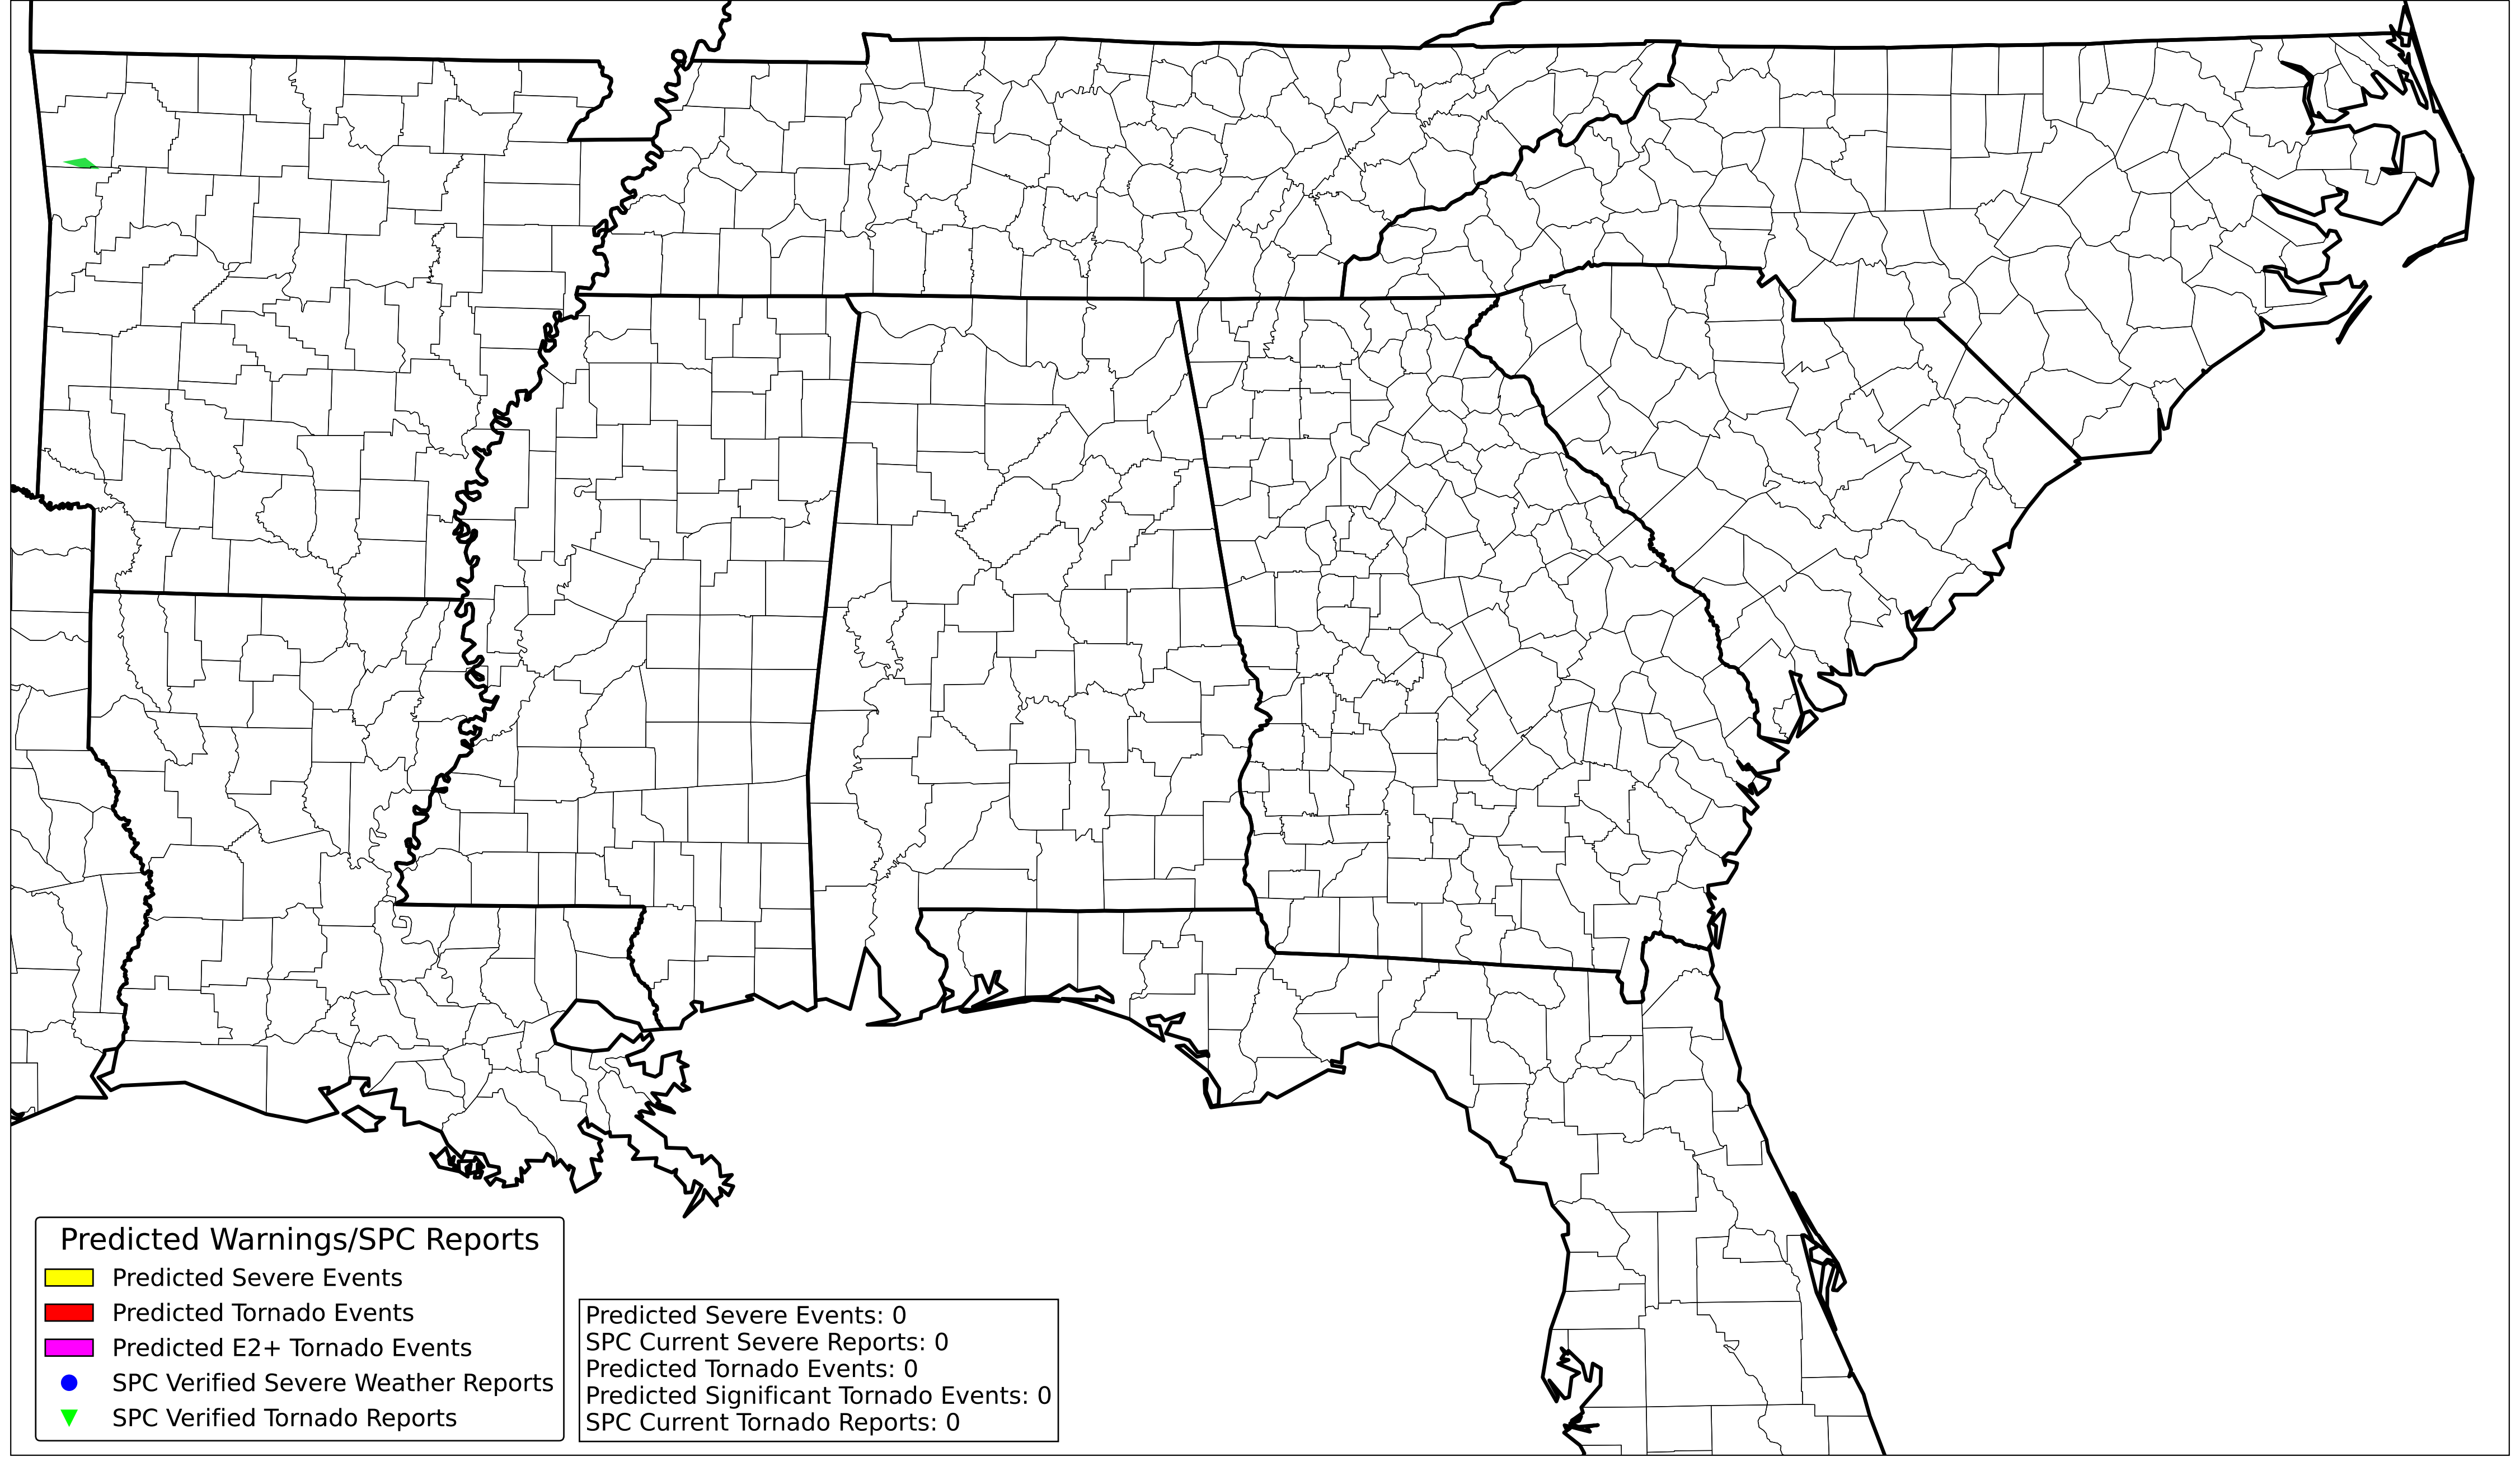 Predicted Warnings/SPC Reports
Predicted Severe Events
Predicted Tornado Events
Predicted E2+ Tornado Events
SPC Verified Severe Weather Reports
SPC Verified Tornado Reports
Predicted Severe Events: 0
SPC Current Severe Reports: 0
Predicted Tornado Events: 0
Predicted Significant Tornado Events: 0
SPC Current Tornado Reports: 0